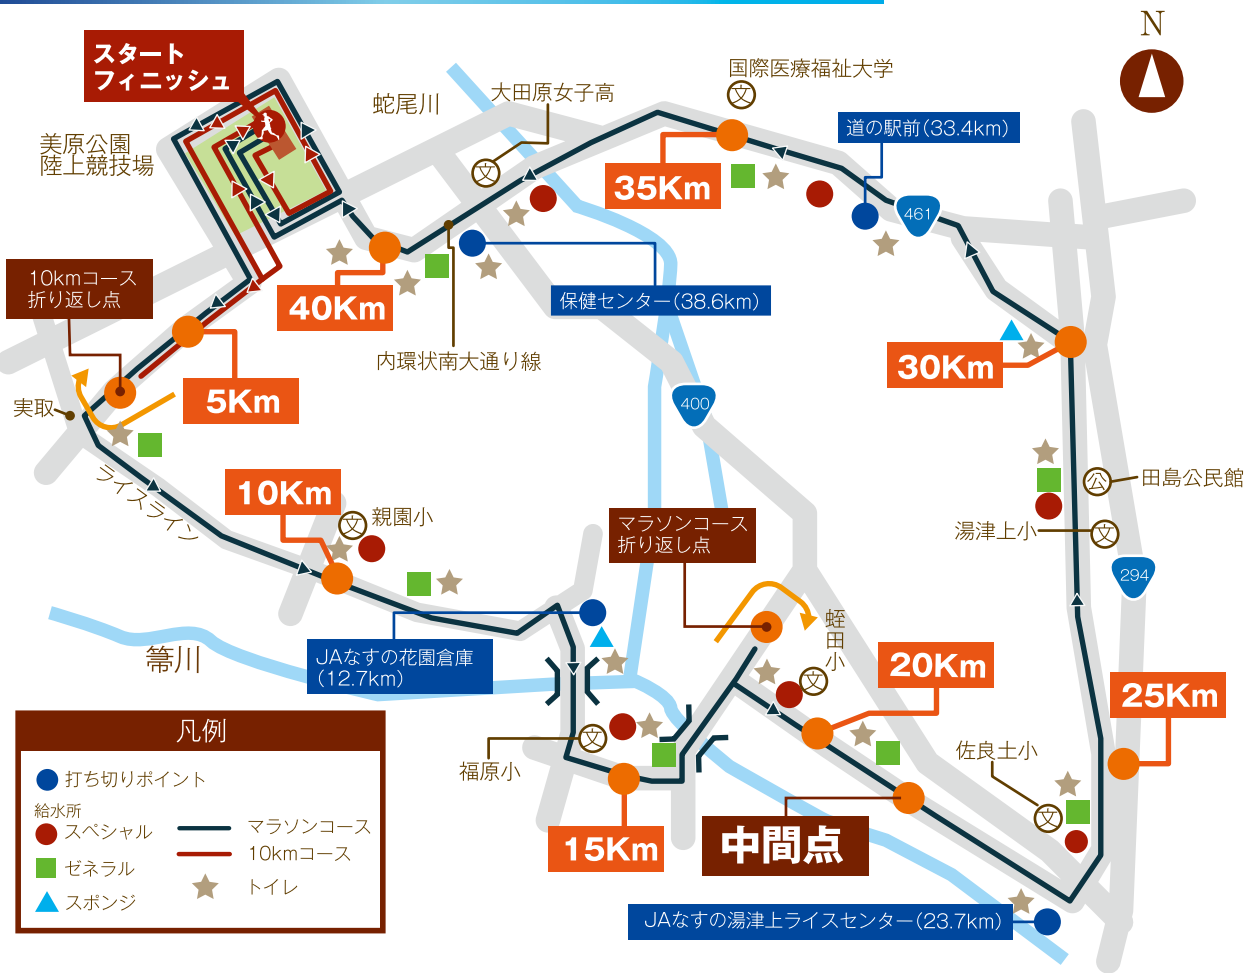 N
スタート
フィニッシュ
美原公園
陸上競技場
蛇尾川
大田原女子高
文
国際医療福祉大学
文
道の駅前(33.4km)
35Km
461
40Km
保健センター(38.6km)
内環状南大通り線
10kmコース
折り返し点
5Km
実取
ライスライン
30Km
400
10Km
文
親園小
マラソンコース
折り返し点
公
田島公民館
湯津上小
文
294
箒川
JAなすの花園倉庫
(12.7km)
蛭田小
文
20Km
25Km
文
福原小
佐良土小
文
15Km
中間点
JAなすの湯津上ライスセンター(23.7km)
凡例
打ち切りポイント
給水所
スペシャル
ゼネラル
スポンジ
マラソンコース
10kmコース
トイレ